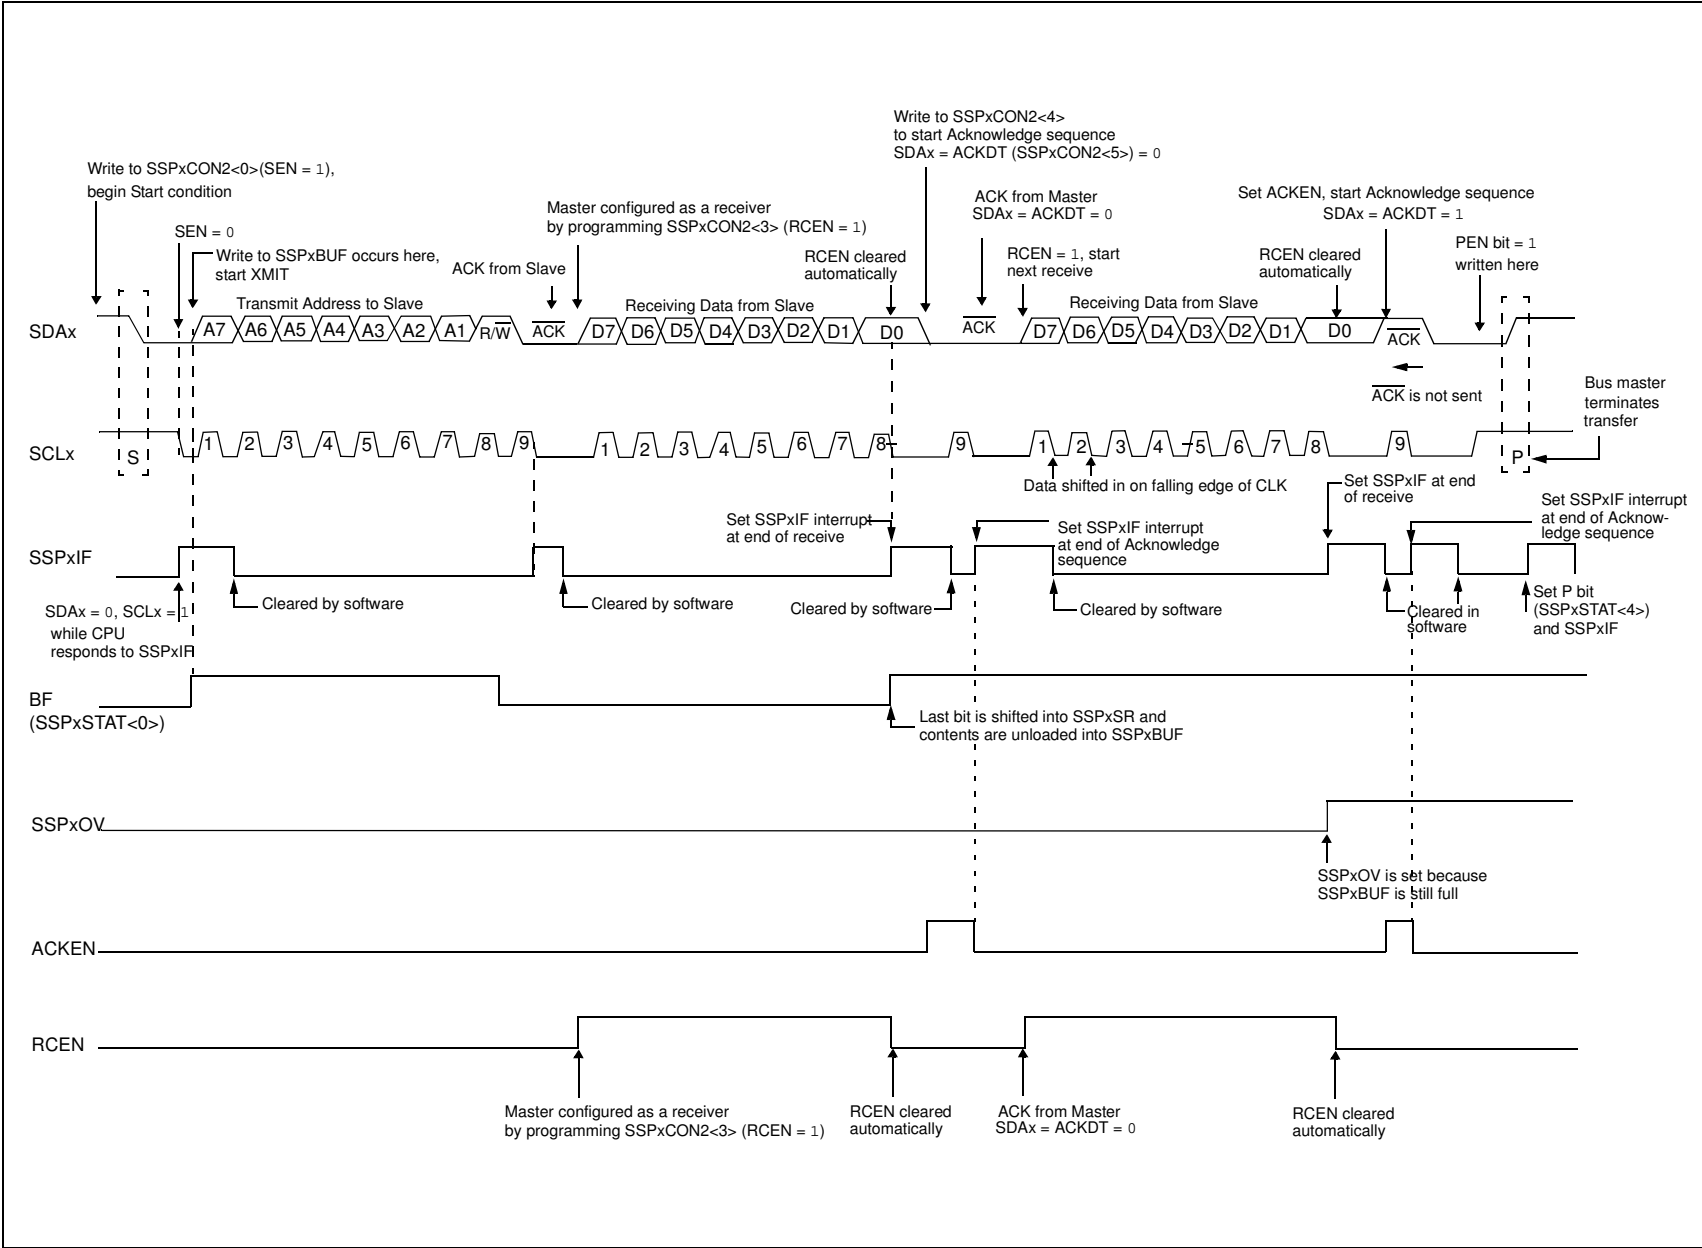 Write to SSPxCON2<4>
to start Acknowledge sequence
SDAx = ACKDT (SSPxCON2<5>) = 0
Write to SSPxCON2<0>(SEN = 1),
begin Start condition
ACK from Master
SDAx = ACKDT = 0
Set ACKEN, start Acknowledge sequence
SDAx = ACKDT = 1
Master configured as a receiver
by programming SSPxCON2<3> (RCEN = 1)
SEN = 0
Write to SSPxBUF occurs here,
start XMIT
ACK from Slave
RCEN cleared
automatically
RCEN = 1, start
next receive
RCEN cleared
automatically
PEN bit = 1
written here
Transmit Address to Slave
Receiving Data from Slave
Receiving Data from Slave
SDAx
A7 A6 A5 A4 A3 A2 A1 R/W ACK D7 D6 D5 D4 D3 D2 D1 D0 ACK D7 D6 D5 D4 D3 D2 D1 D0 ACK
ACK is not sent
Bus master
terminates
transfer
SCLx
S 1 2 3 4 5 6 7 8 9 1 2 3 4 5 6 7 8 9 1 2 3 4 5 6 7 8 9 P
Data shifted in on falling edge of CLK
Set SSPxIF at end
of receive
Set SSPxIF interrupt
at end of receive
Set SSPxIF interrupt
at end of Acknowledge
sequence
Set SSPxIF interrupt
at end of Acknow-
ledge sequence
SSPxIF
SDAx = 0, SCLx = 1
while CPU
responds to SSPxIF
Cleared by software
Cleared by software
Cleared by software
Cleared by software
Cleared in
software
Set P bit
(SSPxSTAT<4>)
and SSPxIF
BF
(SSPxSTAT<0>)
Last bit is shifted into SSPxSR and
contents are unloaded into SSPxBUF
SSPxOV
SSPxOV is set because
SSPxBUF is still full
ACKEN
RCEN
Master configured as a receiver
by programming SSPxCON2<3> (RCEN = 1)
RCEN cleared
automatically
ACK from Master
SDAx = ACKDT = 0
RCEN cleared
automatically